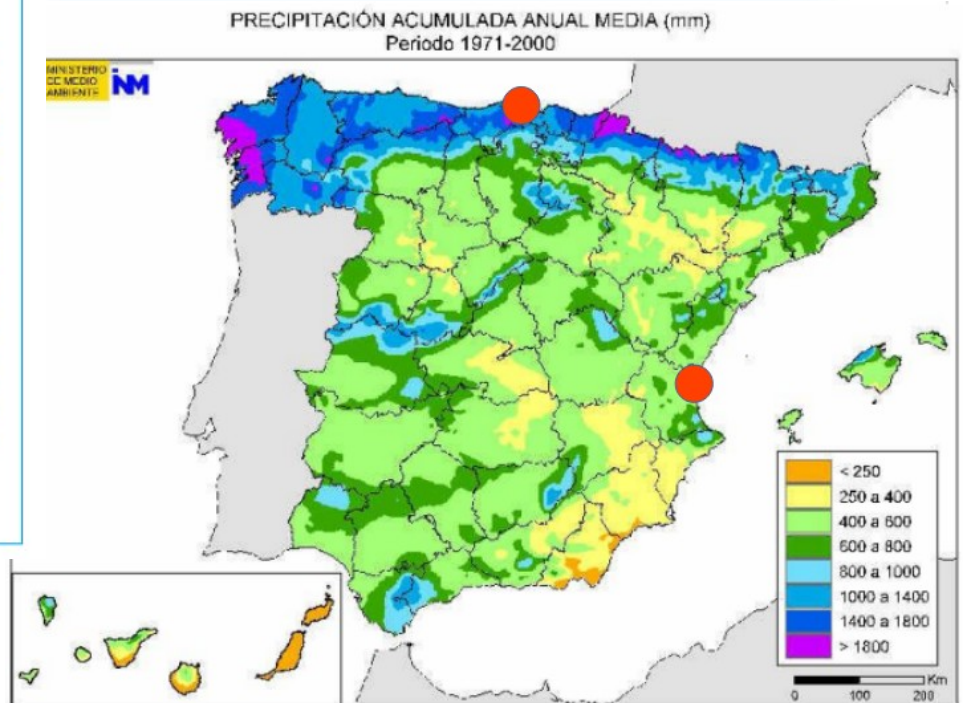 PRECIPITACIÓN ACUMULADA ANUAL MEDIA (mm)
Periodo 1971-2000
MINISTERIO
DE MEDIO
AMBIENTE
INM
< 250
250 a 400
400 a 600
600 a 800
800 a 1000
1000 a 1400
1400 a 1800
> 1800
Km
0 100 200